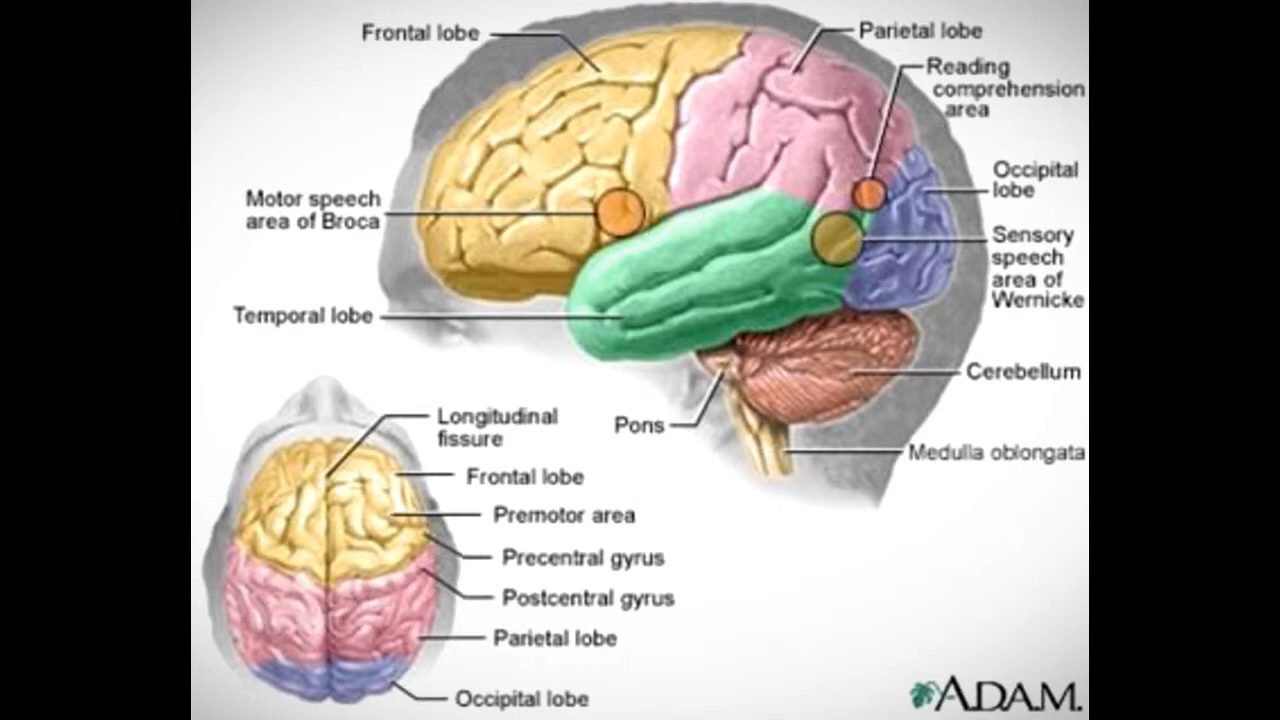 Frontal lobe
Parietal lobe
Reading
comprehension
area
Occipital
lobe
Motor speech
area of Broca
Sensory
speech
area of
Wernicke
Temporal lobe
Cerebellum
Pons
Medulla oblongata
Longitudinal
fissure
Frontal lobe
Premotor area
Precentral gyrus
Postcentral gyrus
Parietal lobe
Occipital lobe
A.D.A.M.